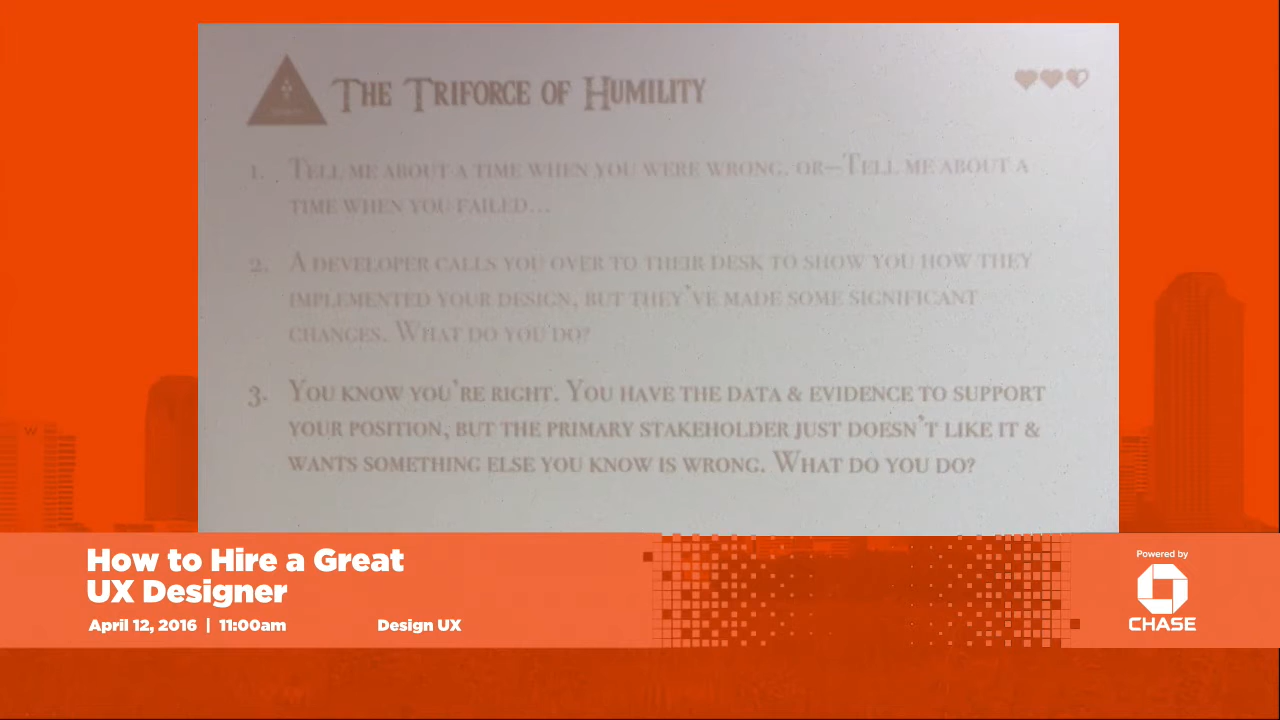 THE TRIFORCE OF HUMILITY
1. TELL ME ABOUT A TIME WHEN YOU WERE WRONG. OR—TELL ME ABOUT A
TIME WHEN YOU FAILED...
2. A DEVELOPER CALLS YOU OVER TO THEIR DESK TO SHOW YOU HOW THEY
IMPLEMENTED YOUR DESIGN, BUT THEY'VE MADE SOME SIGNIFICANT
CHANGES. WHAT DO YOU DO?
3. YOU KNOW YOU'RE RIGHT. YOU HAVE THE DATA & EVIDENCE TO SUPPORT
YOUR POSITION, BUT THE PRIMARY STAKEHOLDER JUST DOESN'T LIKE IT &
WANTS SOMETHING ELSE YOU KNOW IS WRONG. WHAT DO YOU DO?
How to Hire a Great
UX Designer
April 12, 2016 | 11:00am
Design UX
Powered by
CHASE
W